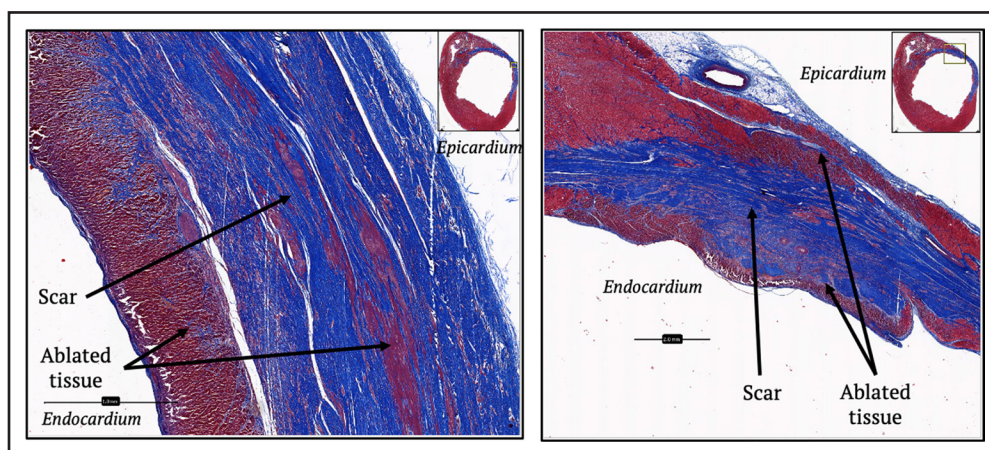 Epicardium
Scar
Ablated
tissue
Endocardium
Epicardium
Endocardium
Scar
Ablated
tissue